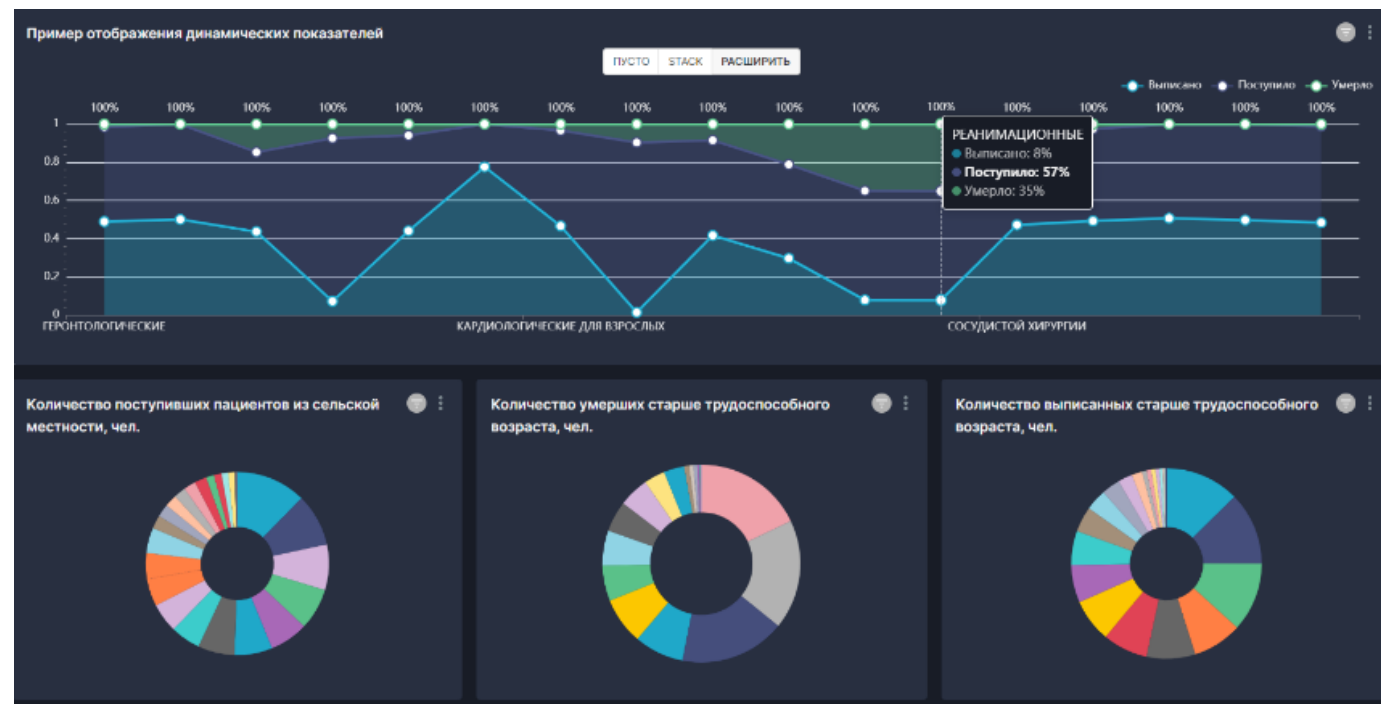 Пример отображения динамических показателей
ПУСТО STACK РАСШИРИТЬ
Выписано Поступило Умерло
100% 100% 100% 100% 100% 100% 100% 100% 100% 100% 100% 100% 100% 100% 100% 100% 100%
1
РЕАНИМАЦИОННЫЕ
Выписано: 8%
0.8
Поступило: 57%
Умерло: 35%
0.6
0.4
0.2
0
ГЕРОНТОЛОГИЧЕСКИЕ КАРДИОЛОГИЧЕСКИЕ ДЛЯ ВЗРОСЛЫХ СОСУДИСТОЙ ХИРУРГИИ
Количество поступивших пациентов из сельской
местности, чел.
Количество умерших старше трудоспособного
возраста, чел.
Количество выписанных старше трудоспособного
возраста, чел.